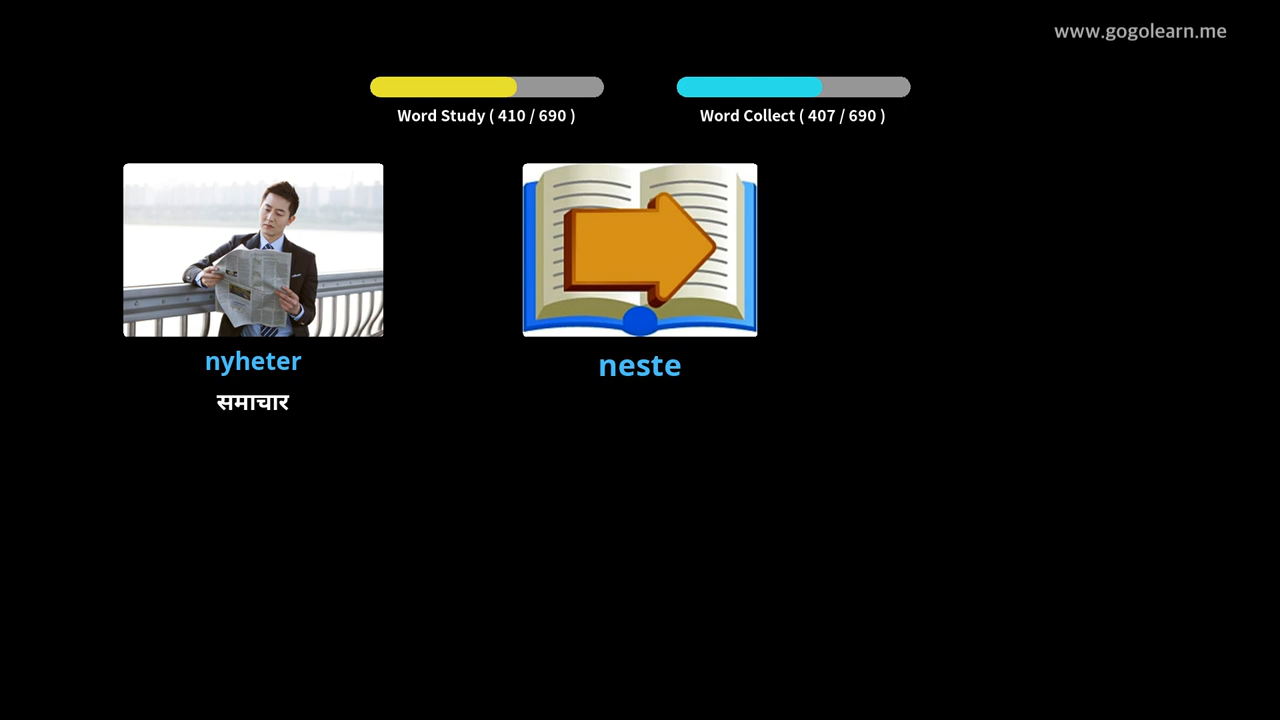 www.gogolearn.me
Word Study ( 410 / 690 )
Word Collect ( 407 / 690 )
nyheter
समाचार
neste